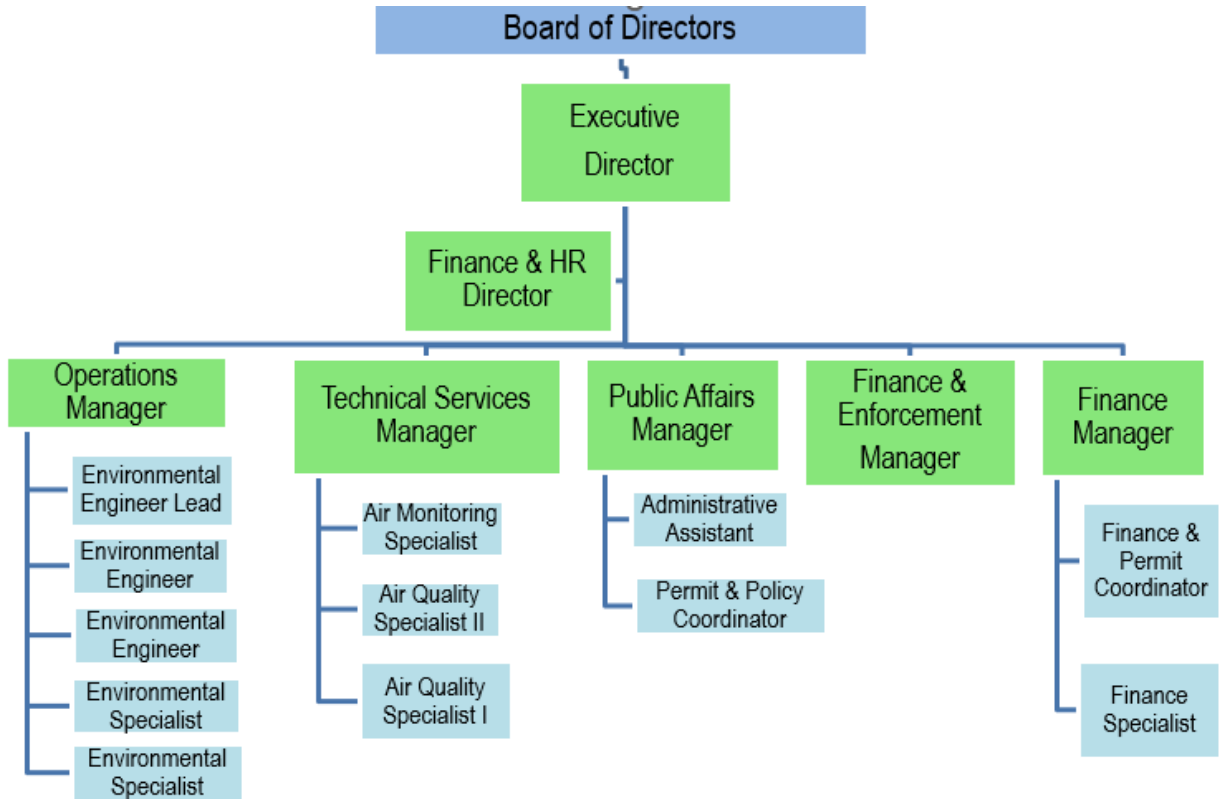 Board of Directors
Executive
Director
Finance & HR
Director
Operations
Manager
Environmental
Engineer Lead
Environmental
Engineer
Environmental
Engineer
Environmental
Specialist
Environmental
Specialist
Technical Services
Manager
Air Monitoring
Specialist
Air Quality
Specialist II
Air Quality
Specialist I
Public Affairs
Manager
Administrative
Assistant
Permit & Policy
Coordinator
Finance &
Enforcement
Manager
Finance
Manager
Finance &
Permit
Coordinator
Finance
Specialist